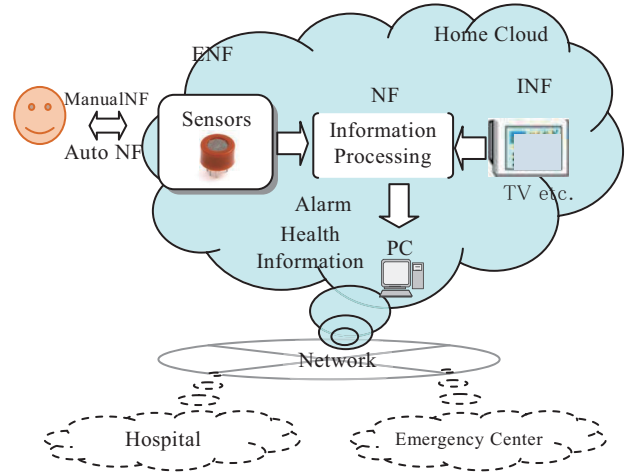 Home Cloud
ENF
NF
INF
ManualNF
Auto NF
Sensors
Information
Processing
TV etc.
Alarm
Health
Information
PC
Network
Hospital
Emergency Center